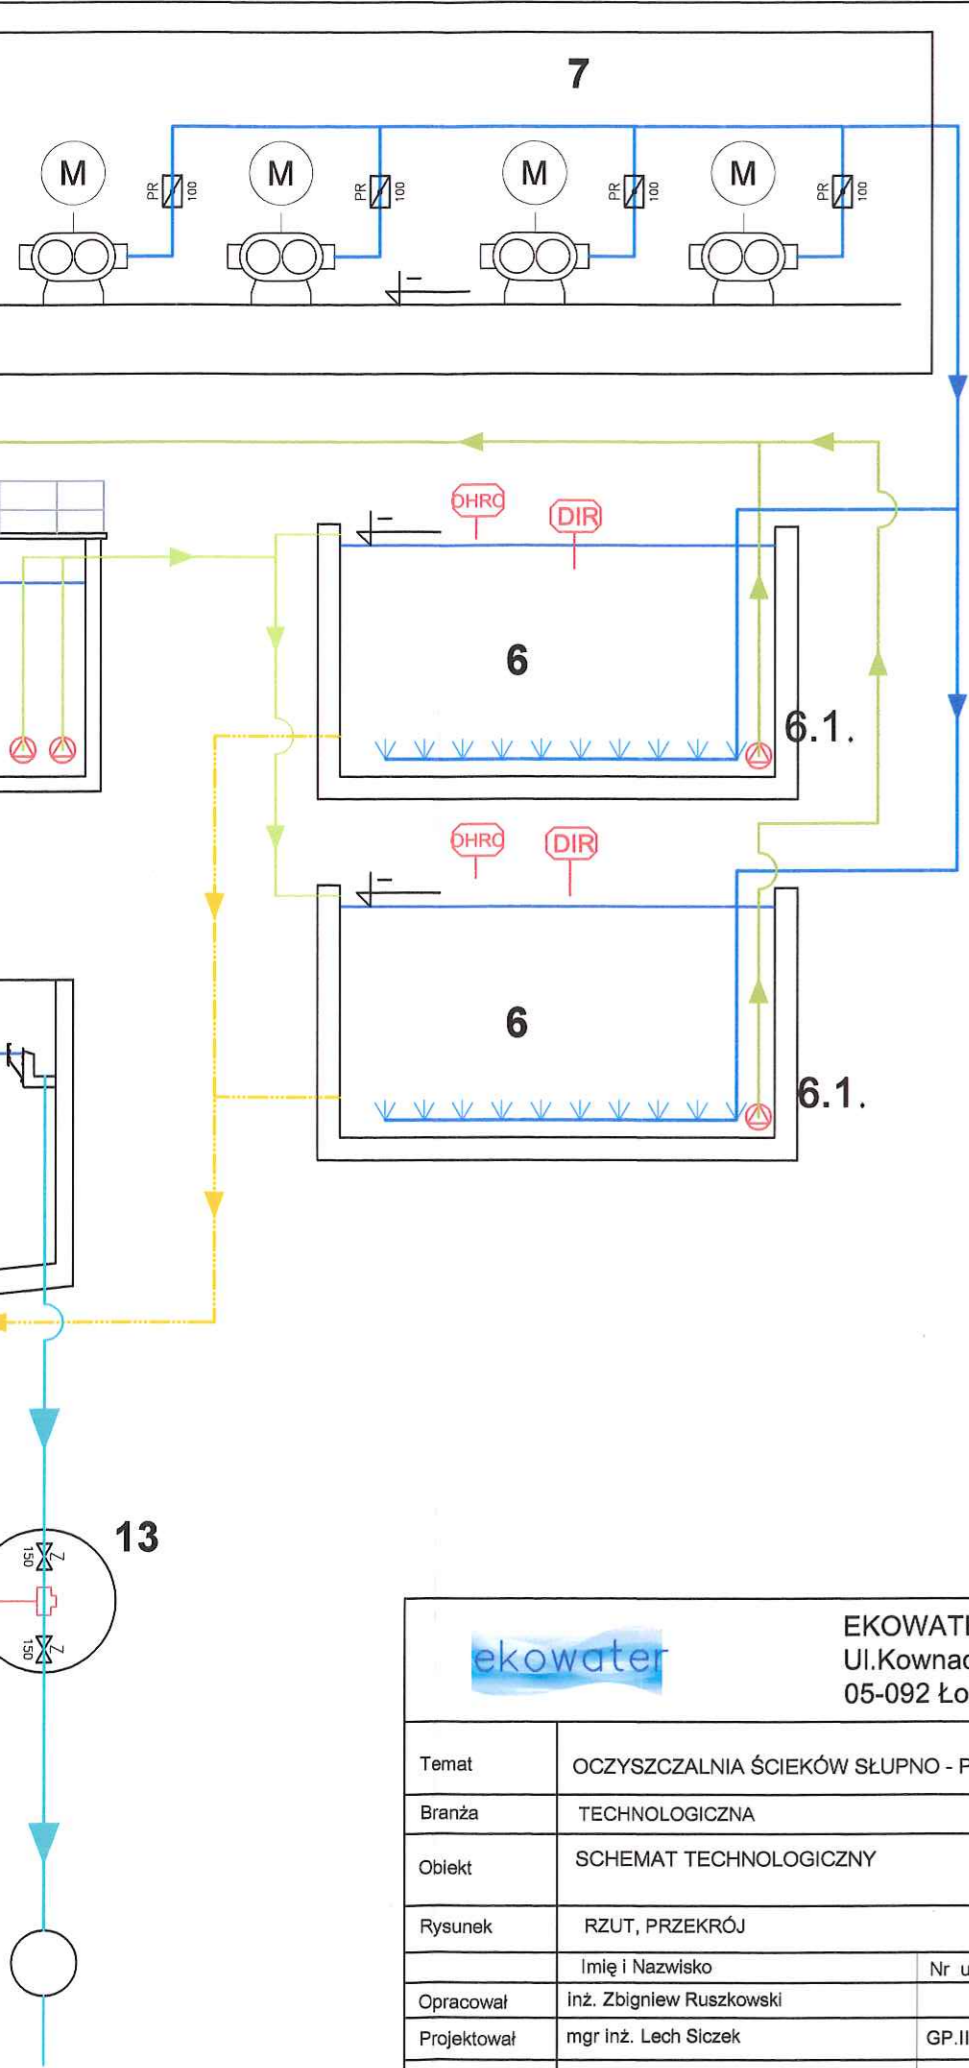 7
M M M M
PR 100 PR 100 PR 100 PR 100
OHRO DIR
6
6.1.
OHRO DIR
6
6.1.
13
150 Z
150 Z
ekowater
EKOWATE
Ul.Kownac
05-092 Ło
Temat OCZYSZCZALNIA ŚCIEKÓW SŁUPNO - P
Branża TECHNOLOGICZNA
Obiekt SCHEMAT TECHNOLOGICZNY
Rysunek RZUT, PRZEKRÓJ
Imię i Nazwisko Nr u
Opracował inż. Zbigniew Ruszkowski
Projektował mgr inż. Lech Siczek GP.II